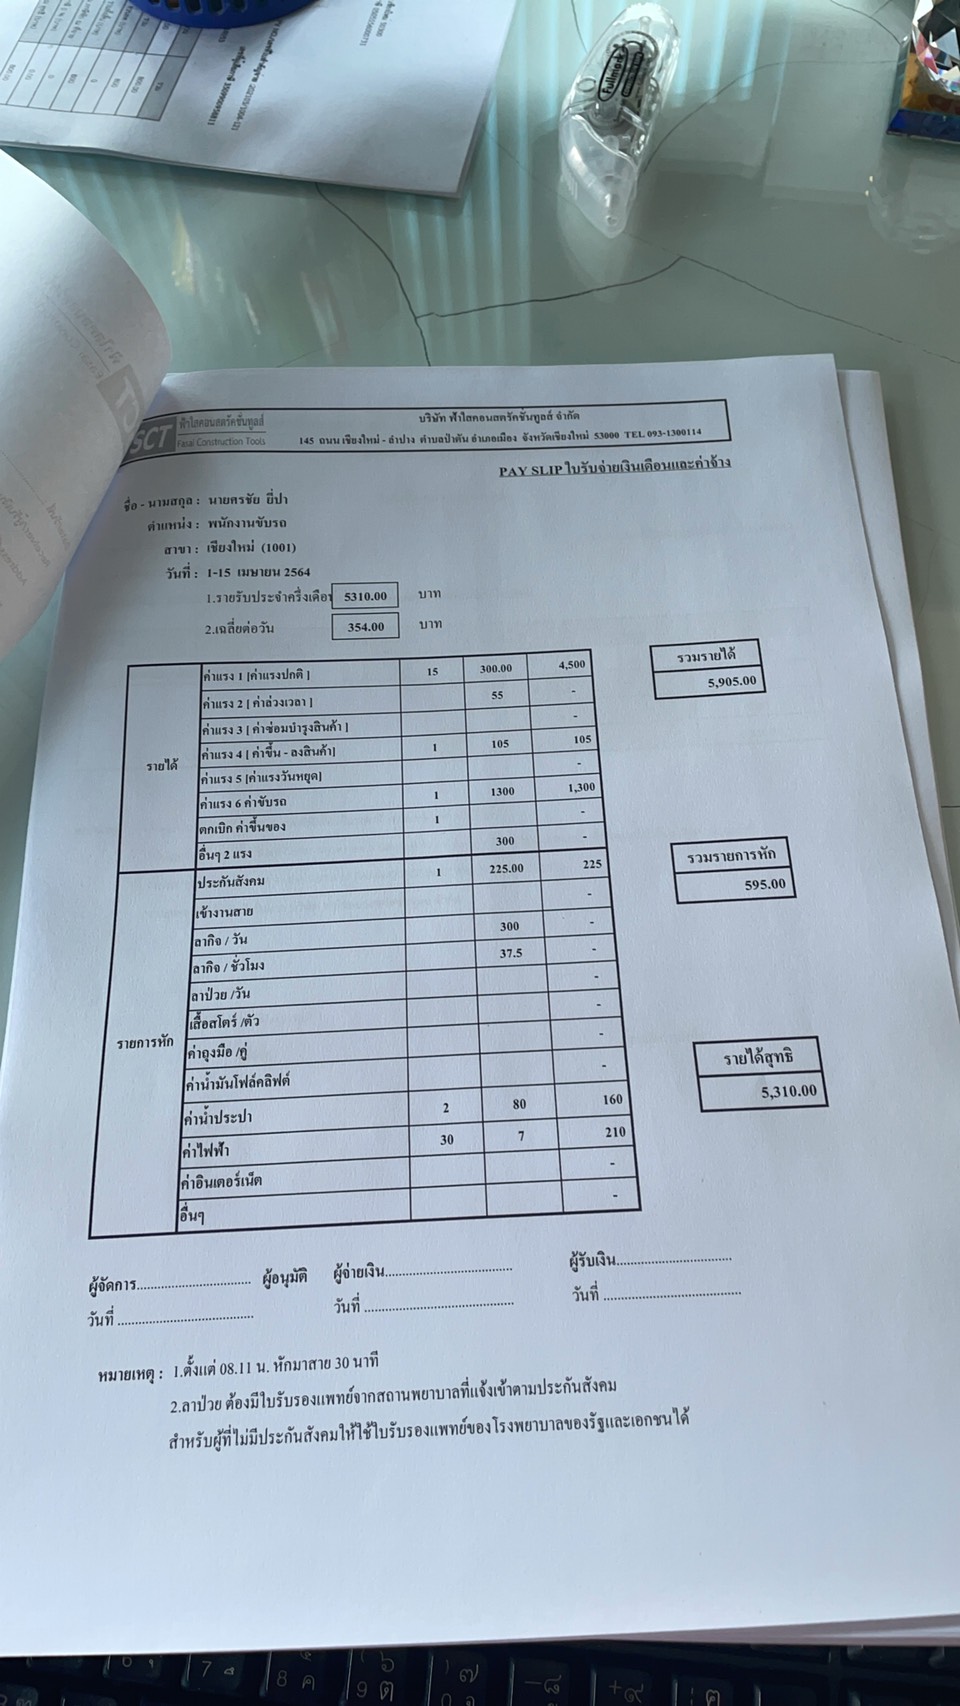 Fullmark
SCT ฟ้าใสคอนสตรัคชั่นทูลส์
Fasai Construction Tools
บริษัท ฟ้าใสคอนสตรัคชั่นทูลส์ จำกัด
145 ถนน เชียงใหม่ - ลำปาง ตำบลป่าตัน อำเภอเมือง จังหวัดเชียงใหม่ 53000 TEL 093-1300114
PAY SLIP ใบรับจ่ายเงินเดือนและค่าจ้าง
ชื่อ - นามสกุล : นายศรชัย ยี่ปา
ตำแหน่ง : พนักงานขับรถ
สาขา : เชียงใหม่ (1001)
วันที่ : 1-15 เมษายน 2564
1.รายรับประจำครึ่งเดือน 5310.00 บาท
2.เฉลี่ยต่อวัน 354.00 บาท
รายได้
ค่าแรง 1 [ค่าแรงปกติ ] 15 300.00 4,500
ค่าแรง 2 [ ค่าล่วงเวลา ] 55 -
ค่าแรง 3 [ ค่าซ่อมบำรุงสินค้า ] -
ค่าแรง 4 [ ค่าขึ้น - ลงสินค้า] 1 105 105
ค่าแรง 5 [ค่าแรงวันหยุด] -
ค่าแรง 6 ค่าขับรถ 1 1300 1,300
ตกเบิก ค่าขึ้นของ 1 -
อื่นๆ 2 แรง 300 -
รวมรายได้
5,905.00
รายการหัก
ประกันสังคม 1 225.00 225
เข้างานสาย -
ลากิจ / วัน 300 -
ลากิจ / ชั่วโมง 37.5 -
ลาป่วย /วัน -
เสื้อสโตร์ /ตัว -
ค่าถุงมือ /คู่ -
ค่าน้ำมันโฟล์คลิฟต์ -
ค่าน้ำประปา 2 80 160
ค่าไฟฟ้า 30 7 210
ค่าอินเตอร์เน็ต -
อื่นๆ -
รวมรายการหัก
595.00
รายได้สุทธิ
5,310.00
ผู้จัดการ................................ ผู้อนุมัติ ผู้จ่ายเงิน.................................... ผู้รับเงิน.................................
วันที่ ...................................... วันที่ .......................................... วันที่ .......................................
หมายเหตุ : 1.ตั้งแต่ 08.11 น. หักมาสาย 30 นาที
2.ลาป่วย ต้องมีใบรับรองแพทย์จากสถานพยาบาลที่แจ้งเข้าตามประกันสังคม
สำหรับผู้ที่ไม่มีประกันสังคมให้ใช้ใบรับรองแพทย์ของโรงพยาบาลของรัฐและเอกชนได้